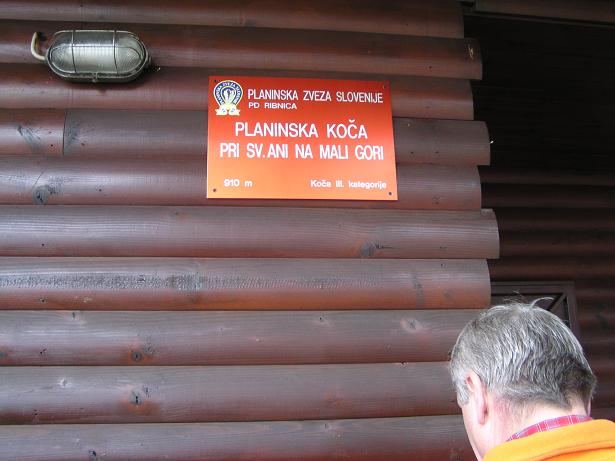 PLANINSKA ZVEZA SLOVENIJE
PD RIBNICA
PLANINSKA KOČA
PRI SV. ANI NA MALI GORI
910 m Koča III. kategorije